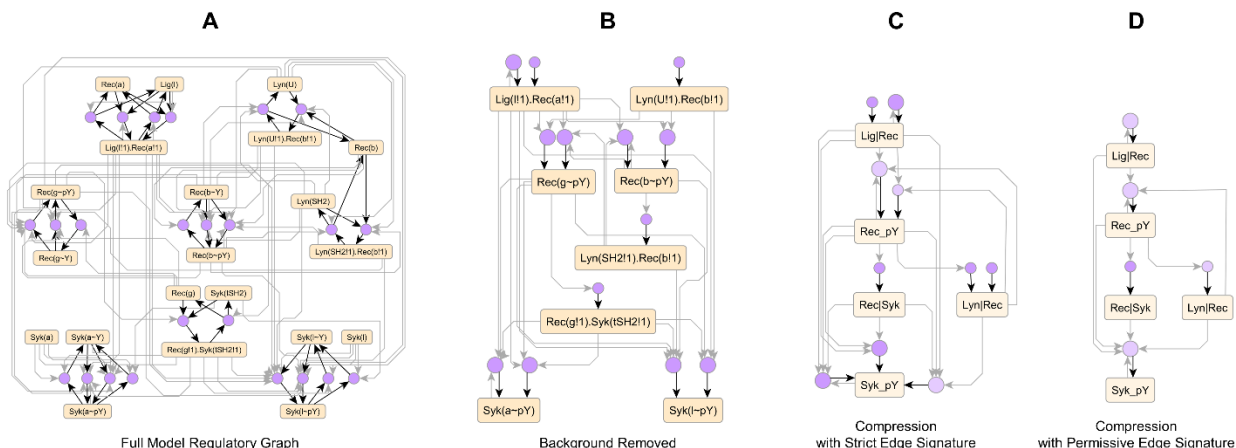 A
B
C
D
Rec(a)
Lig(l)
Lyn(U)
Lig(l!1).Rec(a!1)
Lyn(U!1).Rec(b!1)
Rec(b)
Rec(g~pY)
Rec(b~Y)
Lyn(SH2)
Rec(g~Y)
Rec(b~pY)
Lyn(SH2!1).Rec(b!1)
Rec(g)
Syk(tSH2)
Syk(a)
Syk(a~Y)
Rec(g!1).Syk(tSH2!1)
Syk(l~Y)
Syk(l)
Syk(a~pY)
Syk(l~pY)
Full Model Regulatory Graph
Lig(l!1).Rec(a!1)
Lyn(U!1).Rec(b!1)
Rec(g~pY)
Rec(b~pY)
Lyn(SH2!1).Rec(b!1)
Rec(g!1).Syk(tSH2!1)
Syk(a~pY)
Syk(l~pY)
Background Removed
Lig|Rec
Rec_pY
Rec|Syk
Lyn|Rec
Syk_pY
Compression
with Strict Edge Signature
Lig|Rec
Rec_pY
Rec|Syk
Lyn|Rec
Syk_pY
Compression
with Permissive Edge Signature